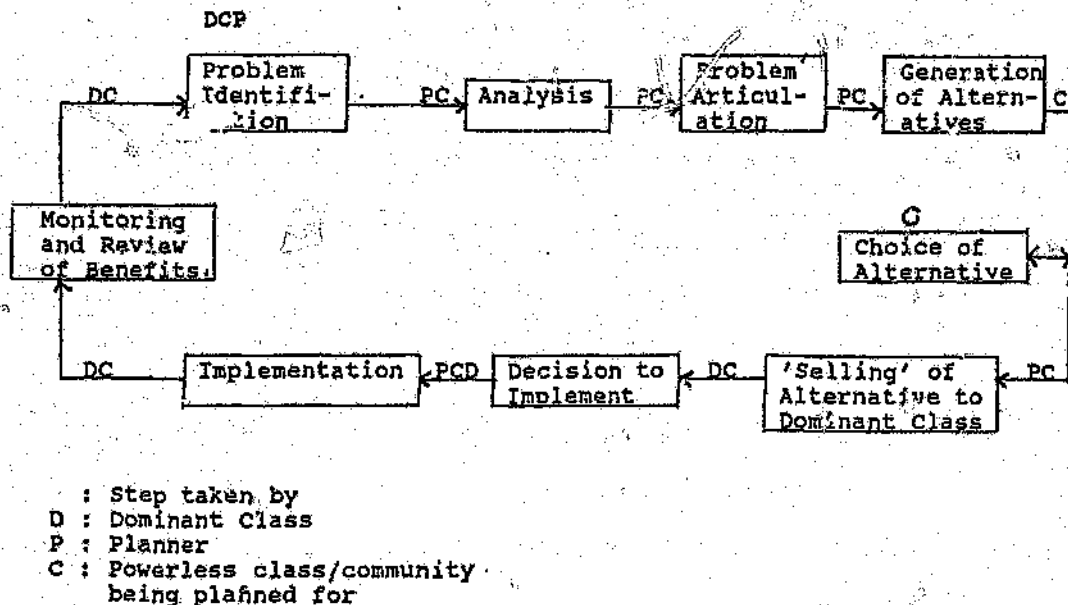 DCP
Problem
Identifi-
tion
DC
PC
Analysis
PC
Problem
Articul-
ation
PC
Generation
of Altern-
atives
C
Monitoring
and Review
of Benefits.
C
Choice of
Alternative
DC
Implementation
PCD
Decision to
Implement
DC
'Selling' of
Alternative to
Dominant Class
PC
: Step taken by
D : Dominant Class
P : Planner
C : Powerless class/community
being planned for